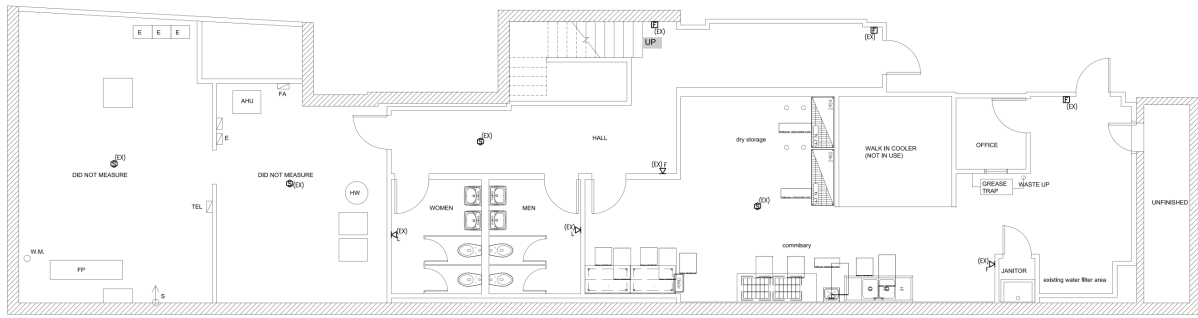 E E E
F
(EX)
F
(EX)
UP
AHU
FA
E
F
(EX)
(EX)
S
HALL
dry storage
WALK IN COOLER
(NOT IN USE)
OFFICE
(EX)
S
DID NOT MEASURE
DID NOT MEASURE
S
(EX)
HW
(EX) F
GREASE
TRAP
WASTE UP
TEL
WOMEN
MEN
(EX)
S
UNFINISHED
(EX)
L
(EX)
L
W.M.
FP
commisary
(EX)
F
JANITOR
existing water filter area
S